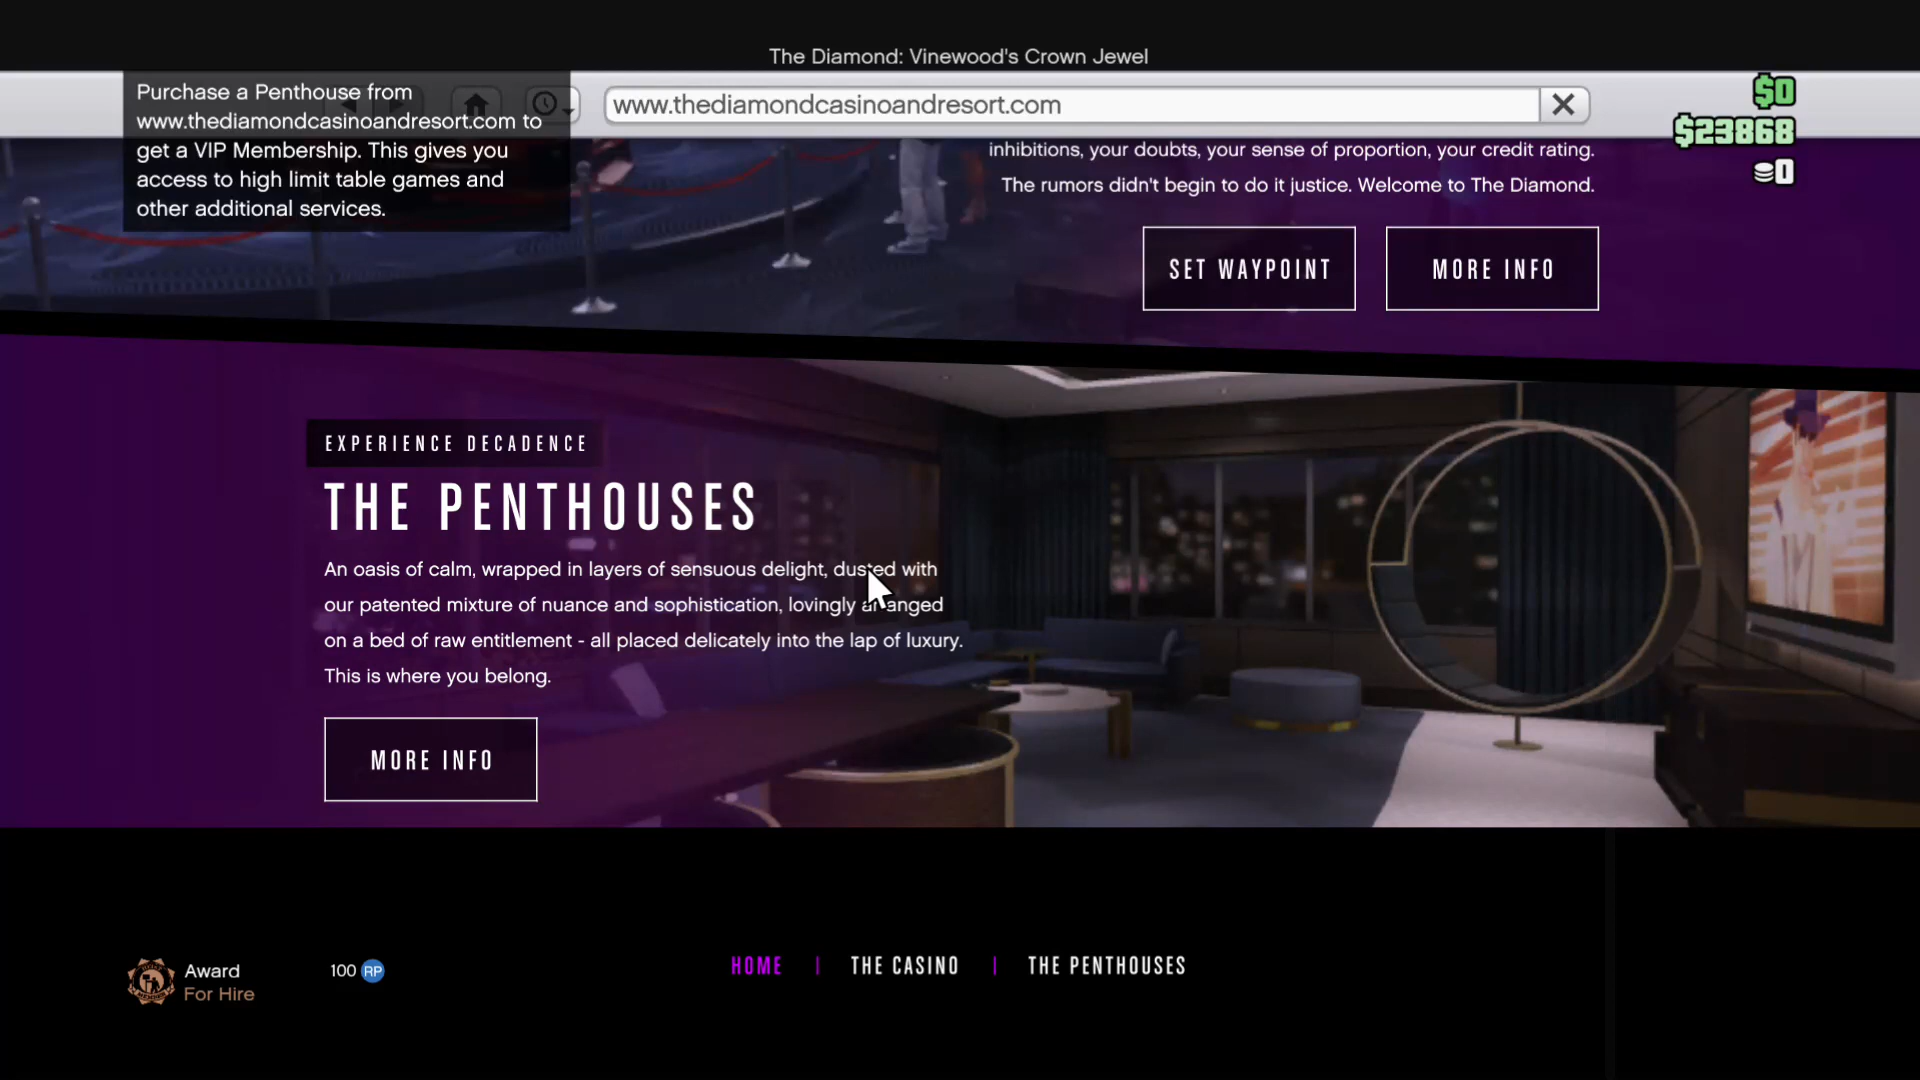 The Diamond: Vinewood's Crown Jewel
Purchase a Penthouse from
www.thediamondcasinoandresort.com to
get a VIP Membership. This gives you
access to high limit table games and
other additional services.
www.thediamondcasinoandresort.com
$0
$23868
0
inhibitions, your doubts, your sense of proportion, your credit rating.
The rumors didn't begin to do it justice. Welcome to The Diamond.
SET WAYPOINT
MORE INFO
EXPERIENCE DECADENCE
THE PENTHOUSES
An oasis of calm, wrapped in layers of sensuous delight, dusted with
our patented mixture of nuance and sophistication, lovingly arranged
on a bed of raw entitlement - all placed delicately into the lap of luxury.
This is where you belong.
MORE INFO
Award
For Hire
100 RP
HOME | THE CASINO | THE PENTHOUSES